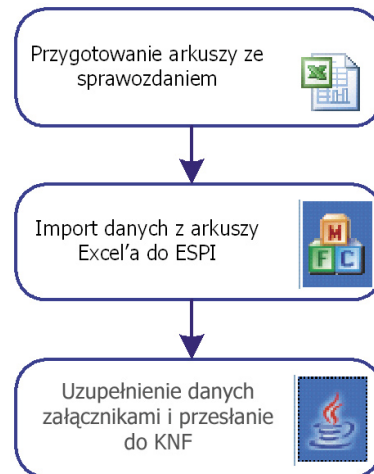 Przygotowanie arkuszy ze
sprawozdaniem
Import danych z arkuszy
Excel'a do ESPI
M
F C
Uzupełnienie danych
załącznikami i przesłanie
do KNF